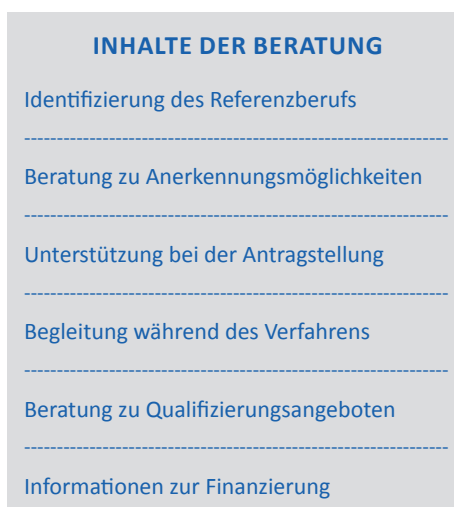 INHALTE DER BERATUNG
Identifizierung des Referenzberufs
Beratung zu Anerkennungsmöglichkeiten
Unterstützung bei der Antragstellung
Begleitung während des Verfahrens
Beratung zu Qualifizierungsangeboten
Informationen zur Finanzierung